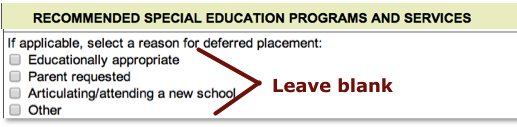 RECOMMENDED SPECIAL EDUCATION PROGRAMS AND SERVICES
If applicable, select a reason for deferred placement:
Educationally appropriate
Parent requested
Articulating/attending a new school
Other
Leave blank